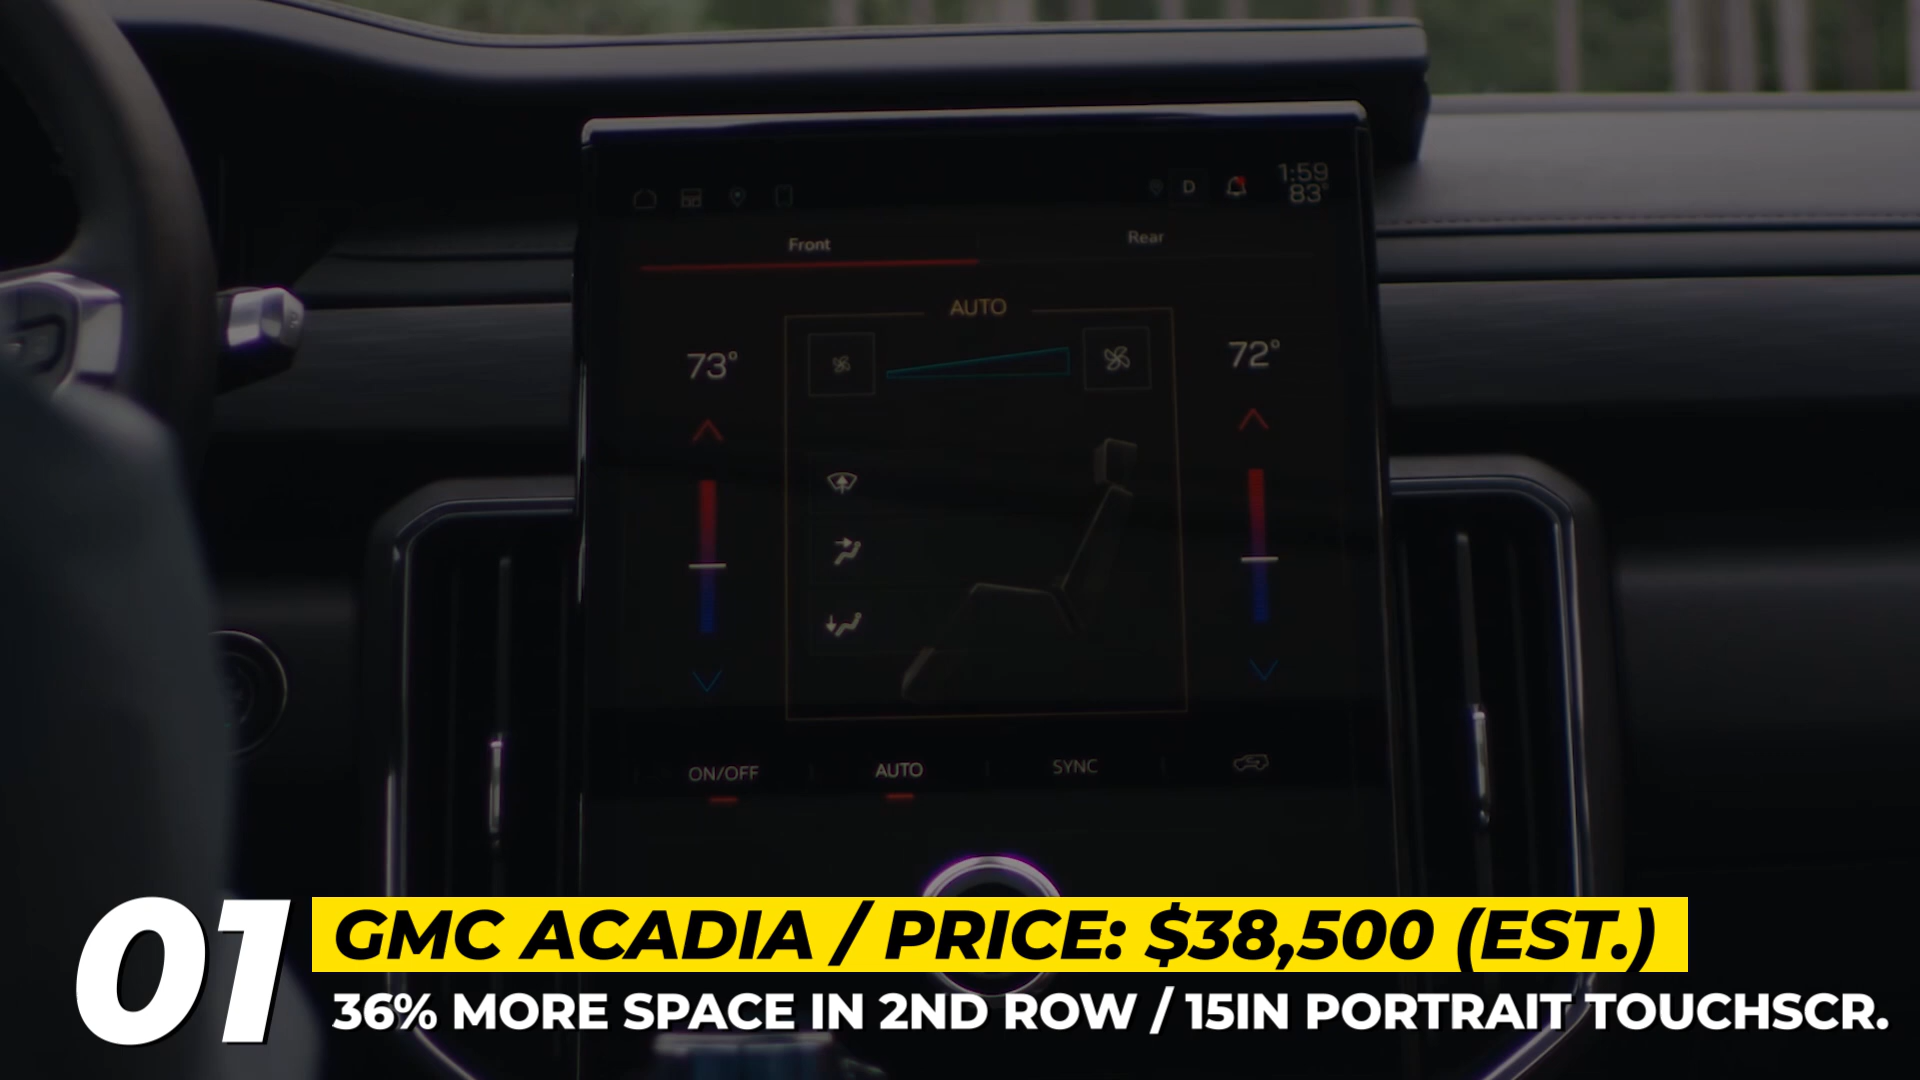 1:59
D
83°
Front
Rear
AUTO
73°
72°
ON/OFF
AUTO
SYNC
01
GMC ACADIA / PRICE: $38,500 (EST.)
36% MORE SPACE IN 2ND ROW / 15IN PORTRAIT TOUCHSCR.